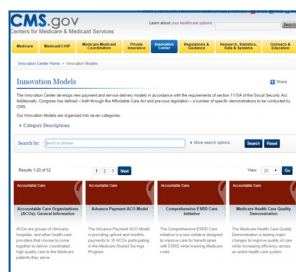 CMS.gov
Learn about your healthcare options
Centers for Medicare & Medicaid Services
Medicare
Medicaid/CHIP
Medicare-Medicaid Coordination
Private Insurance
Innovation Center
Regulations & Guidance
Research, Statistics, Data & Systems
Outreach & Education
Innovation Center Home > Innovation Models
Innovation Models
Share
The Innovation Center develops new payment and service delivery models in accordance with the requirements of section 1115A of the Social Security Act.
Additionally, Congress has defined – both through the Affordable Care Act and previous legislation – a number of specific demonstrations to be conducted by
CMS.
Our Innovation Models are organized into seven categories.
Category Descriptions
Search by:
More search options
Search
Reset
Results: 1-20 of 52
1
2
3
Next
View:
20
Go
Accountable Care
Accountable Care
Accountable Care
Accountable Care
Accountable Care Organizations
(ACOs): General Information
Advance Payment ACO Model
Comprehensive ESRD Care
Initiative
Medicare Health Care Quality
Demonstration
ACOs are groups of clinicians,
hospitals, and other health care
providers that choose to come
together to deliver coordinated
high quality care to the Medicare
patients they serve
The Advance Payment ACO Model
is providing upfront and monthly
payments to 35 ACOs participating
in the Medicare Shared Savings
Program.
The Comprehensive ESRD Care
Initiative is a new initiative designed
to improve care for beneficiaries
with ESRD while lowering Medicare
costs.
The Medicare Health Care Quality
Demonstration is testing major
changes to improve quality of care
while increasing efficiency across
an entire health care system.